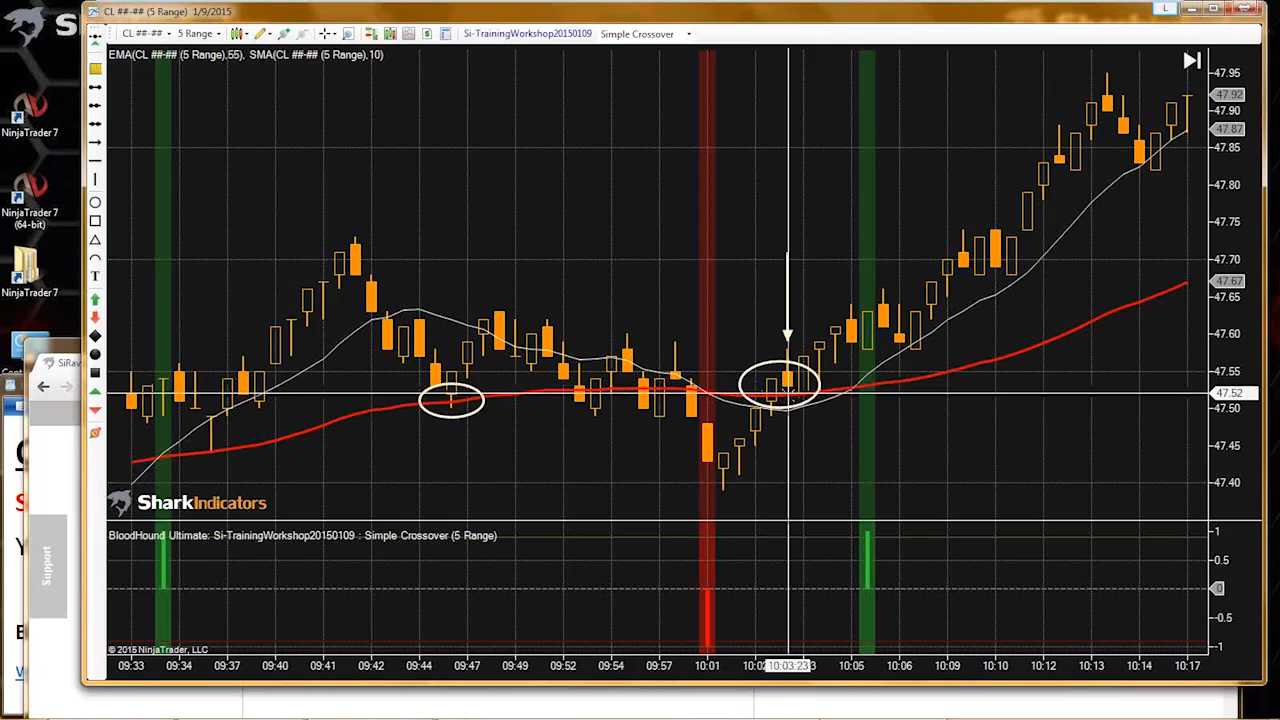 CL ##-## (5 Range) 1/9/2015
L
CL ##-##
5 Range
$
Si-TrainingWorkshop20150109
Simple Crossover
EMA(CL ##-## (5 Range),55), SMA(CL ##-## (5 Range),10)
47.95
47.92
47.90
47.87
47.85
47.80
47.75
47.70
47.67
47.65
47.60
47.55
47.52
47.50
47.45
47.40
T
SharkIndicators
BloodHound Ultimate: Si-TrainingWorkshop20150109 : Simple Crossover (5 Range)
1
0.5
0
-0.5
-1
© 2015 NinjaTrader, LLC
09:33 09:34 09:37 09:40 09:41 09:42 09:44 09:47 09:49 09:52 09:54 09:57 10:01 10:03:23 10:05 10:06 10:09 10:10 10:12 10:13 10:14 10:17
NinjaTrader 7
NinjaTrader 7
(64-bit)
NinjaTrader 7
SiRav
Support